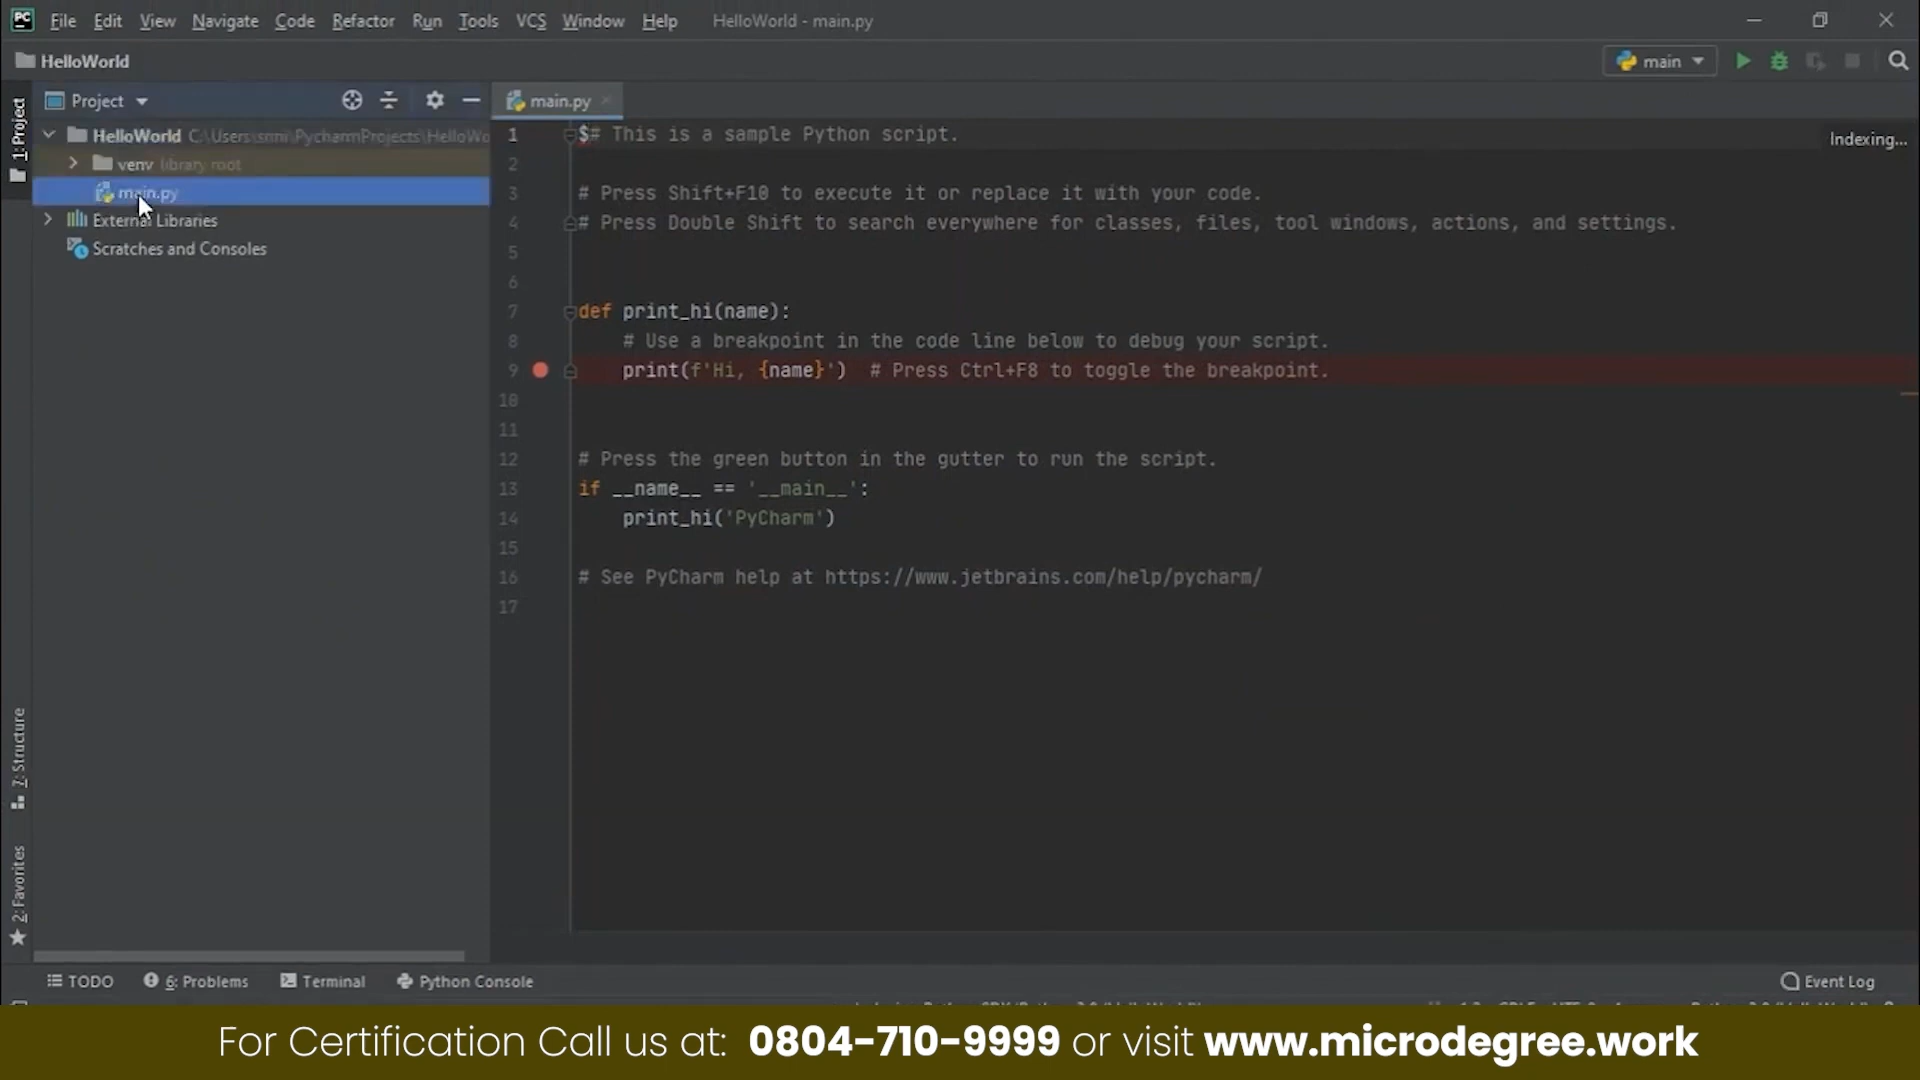 PC File Edit View Navigate Code Refactor Run Tools VCS Window Help HelloWorld - main.py
HelloWorld
main
1: Project
Project
main.py
HelloWorld C:\Users\smri\PycharmProjects\HelloWo
venv library root
main.py
External Libraries
Scratches and Consoles
Indexing...
1 $# This is a sample Python script.
2
3 # Press Shift+F10 to execute it or replace it with your code.
4 # Press Double Shift to search everywhere for classes, files, tool windows, actions, and settings.
5
6
7 def print_hi(name):
8 # Use a breakpoint in the code line below to debug your script.
9 print(f'Hi, {name}') # Press Ctrl+F8 to toggle the breakpoint.
10
11
12 # Press the green button in the gutter to run the script.
13 if __name__ == '__main__':
14 print_hi('PyCharm')
15
16 # See PyCharm help at https://www.jetbrains.com/help/pycharm/
17
7: Structure
2: Favorites
TODO 6: Problems Terminal Python Console Event Log
For Certification Call us at: 0804-710-9999 or visit www.microdegree.work